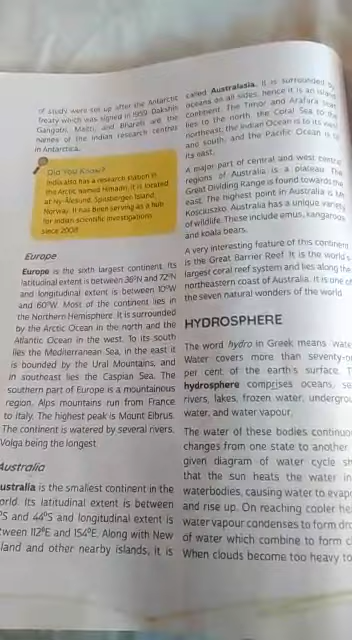 of study were set up after the Antarctic
Treaty which was signed in 1959. Dakshin
Gangotri, Maitri, and Bharati are the
names of the Indian research centres
in Antarctica.
Did You Know?
India also has a research station in
the Arctic named Himadri. It is located
at Ny-Ålesund, Spitsbergen Island,
Norway. It has been serving as a hub
for Indian scientific investigations
since 2008.
Europe
Europe is the sixth largest continent. Its
latitudinal extent is between 36°N and 72°N
and longitudinal extent is between 10°W
and 60°W. Most of the continent lies in
the Northern Hemisphere. It is surrounded
by the Arctic Ocean in the north and the
Atlantic Ocean in the west. To its south
lies the Mediterranean Sea, in the east it
is bounded by the Ural Mountains, and
in southeast lies the Caspian Sea. The
southern part of Europe is a mountainous
region. Alps mountains run from France
to Italy. The highest peak is Mount Elbrus.
The continent is watered by several rivers,
Volga being the longest.
Australia
ustralia is the smallest continent in the
orld. Its latitudinal extent is between
°S and 44°S and longitudinal extent is
tween 112°E and 154°E. Along with New
land and other nearby islands, it is
called Australasia. It is surrounded by
oceans on all sides, hence it is an island
continent. The Timor and Arafara seas
lies to the north, the Coral Sea to the
northeast, the Indian Ocean to its west
and south, and the Pacific Ocean is to
its east.
A major part of central and west central
regions of Australia is a plateau. The
Great Dividing Range is found towards the
east. The highest point in Australia is Mt
Kosciuszko. Australia has a unique variety
of wildlife. These include emus, kangaroos
and koala bears.
A very interesting feature of this continent
is the Great Barrier Reef. It is the world's
largest coral reef system and lies along the
northeastern coast of Australia. It is one of
the seven natural wonders of the world.
HYDROSPHERE
The word hydro in Greek means 'wate
Water covers more than seventy-o
per cent of the earth's surface. T
hydrosphere comprises oceans, se
rivers, lakes, frozen water, undergrou
water, and water vapour.
The water of these bodies continuo
changes from one state to another
given diagram of water cycle sh
that the sun heats the water in
waterbodies, causing water to evapo
and rise up. On reaching cooler hei
water vapour condenses to form dro
of water which combine to form c
When clouds become too heavy to